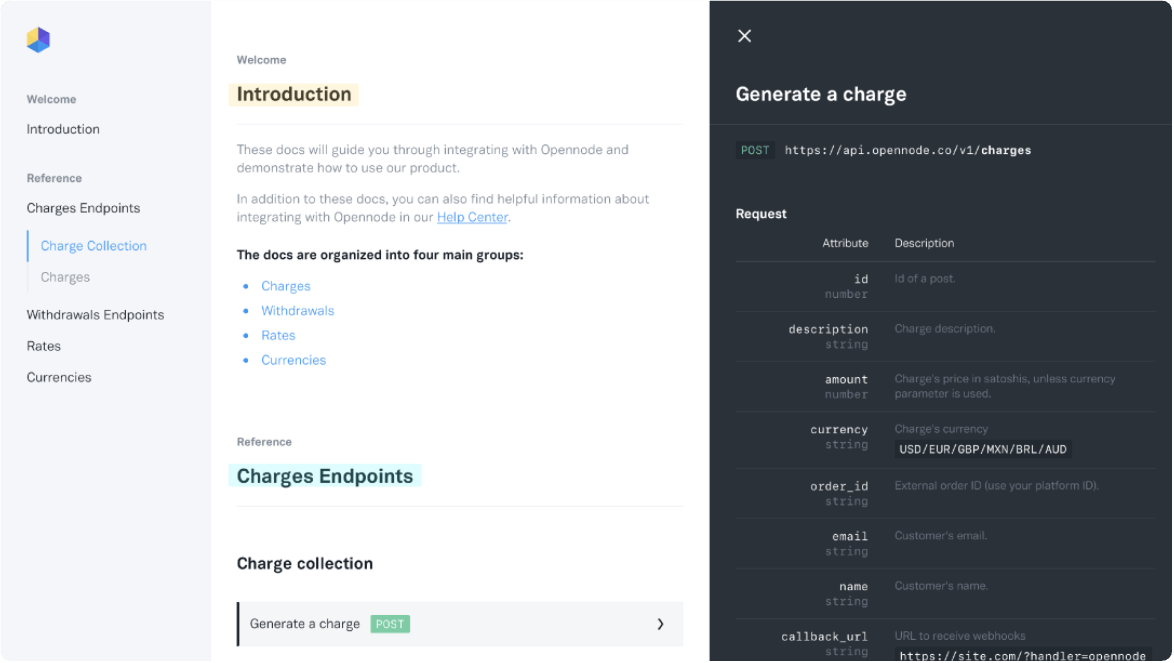 Welcome
Introduction
Reference
Charges Endpoints
Charge Collection
Charges
Withdrawals Endpoints
Rates
Currencies
Welcome
Introduction
These docs will guide you through integrating with Opennode and
demonstrate how to use our product.
In addition to these docs, you can also find helpful information about
integrating with Opennode in our Help Center.
The docs are organized into four main groups:
Charges
Withdrawals
Rates
Currencies
Reference
Charges Endpoints
Charge collection
Generate a charge POST
Generate a charge
POST https://api.opennode.co/v1/charges
Request
Attribute Description
id Id of a post.
number
description Charge description.
string
amount Charge's price in satoshis, unless currency
number parameter is used.
currency Charge's currency
string USD/EUR/GBP/MXN/BRL/AUD
order_id External order ID (use your platform ID).
string
email Customer's email.
string
name Customer's name.
string
callback_url URL to receive webhooks
string https://site.com/?handler=opennode